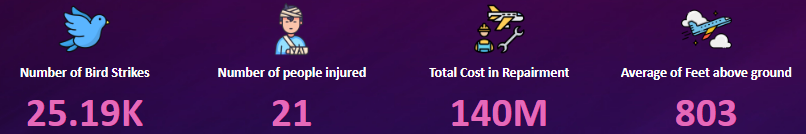 Number of Bird Strikes
25.19K
Number of people injured
21
Total Cost in Repairment
140M
Average of Feet above ground
803